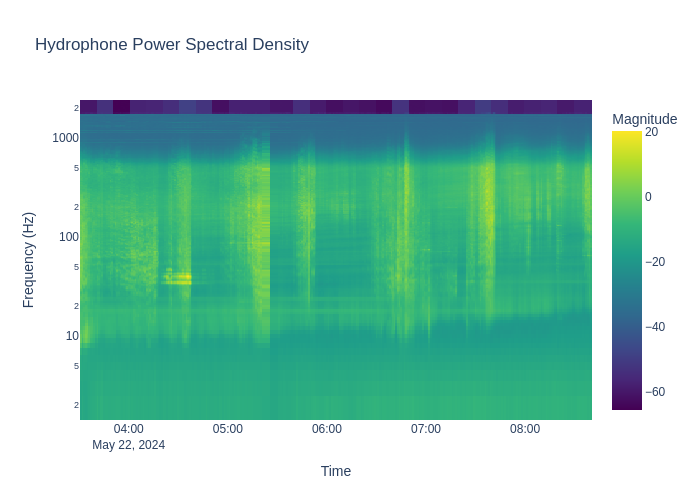 Hydrophone Power Spectral Density
Magnitude
2
1000
5
2
100
5
2
10
5
2
20
0
−20
−40
−60
Frequency (Hz)
04:00 05:00 06:00 07:00 08:00
May 22, 2024
Time